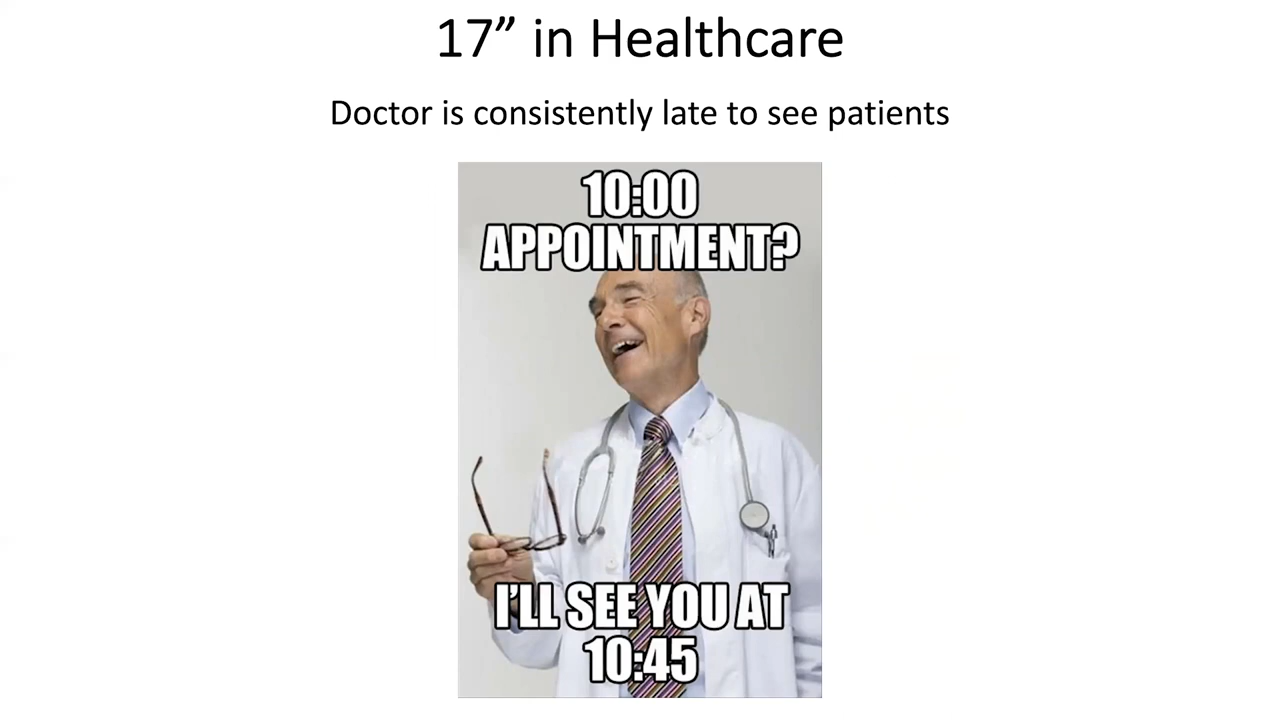 17” in Healthcare
Doctor is consistently late to see patients
10:00
APPOINTMENT?
I'LL SEE YOU AT
10:45